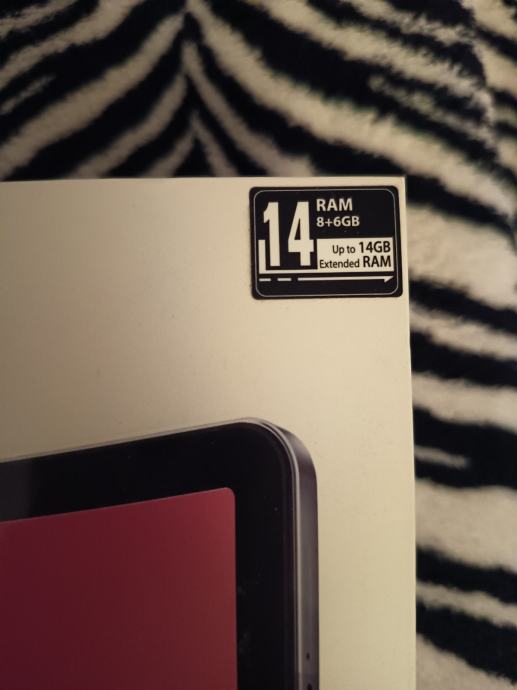 14
RAM
8+6GB
Up to 14GB
Extended RAM